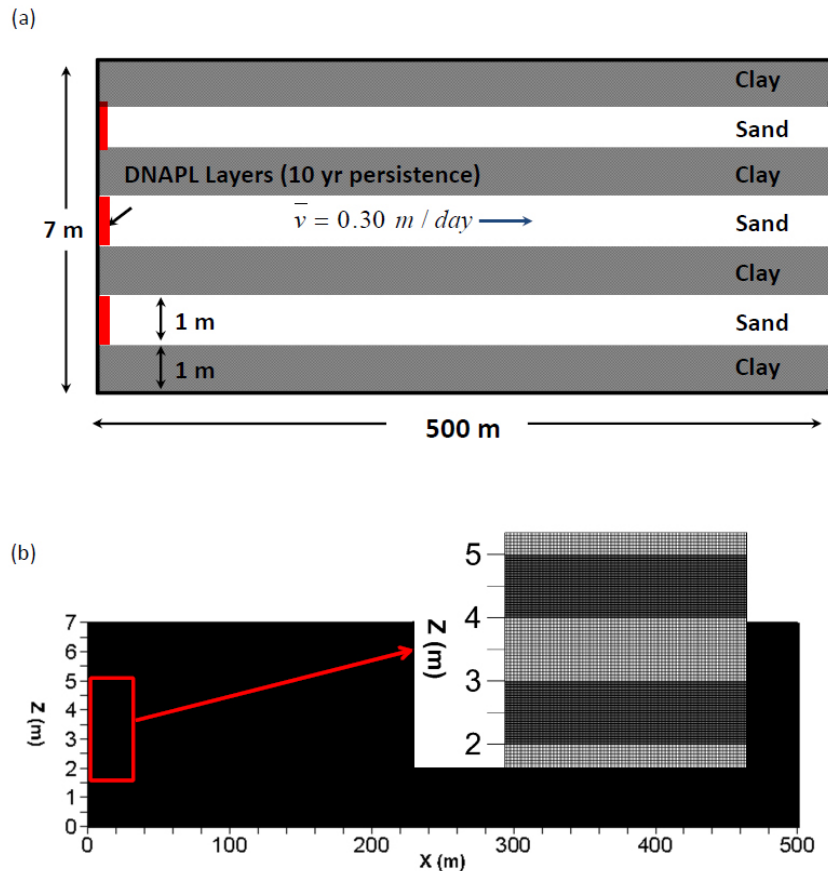 (a)
Clay
Sand
DNAPL Layers (10 yr persistence)
Clay
v̅ = 0.30 m / day
Sand
7 m
Clay
1 m
Sand
1 m
Clay
500 m
(b)
5
4
3
2
Z (m)
7
6
5
4
3
2
1
0
Z (m)
0
100
200
300
400
500
X (m)